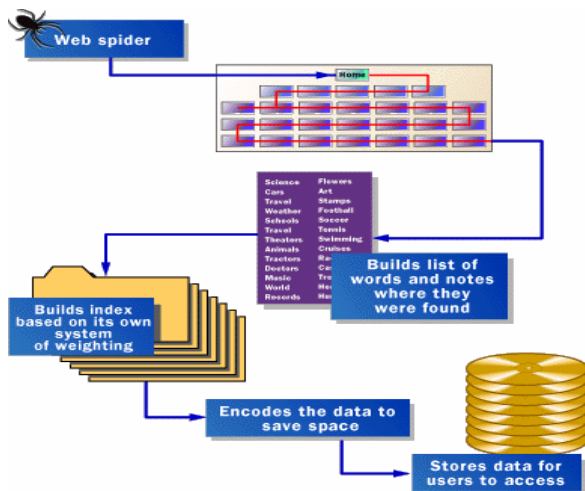 Web spider
Home
Science Flowers
Cars Art
Travel Stamps
Weather Football
Schools Soccer
Travel Tennis
Theaters Swimming
Animals Cruises
Tractors
Doctors
Music
World
Records
Builds list of
words and notes
where they
were found
Builds index
based on its own
system
of weighting
Encodes the data to
save space
Stores data for
users to access